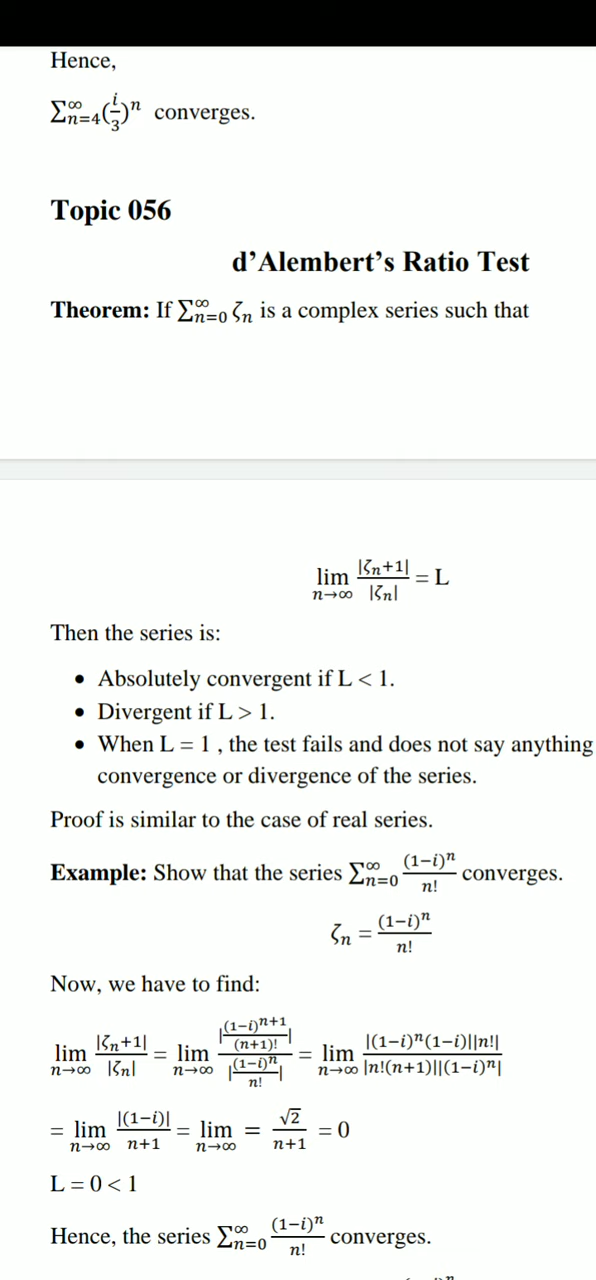 Hence,
∑_{n=4}^{∞}(i/3)^n converges.
Topic 056
d’Alembert’s Ratio Test
Theorem: If ∑_{n=0}^{∞} ζ_n is a complex series such that
lim_{n→∞} |ζ_n+1|/|ζ_n| = L
Then the series is:
• Absolutely convergent if L < 1.
• Divergent if L > 1.
• When L = 1 , the test fails and does not say anything
convergence or divergence of the series.
Proof is similar to the case of real series.
Example: Show that the series ∑_{n=0}^{∞} (1−i)^n/n! converges.
ζ_n = (1−i)^n/n!
Now, we have to find:
lim_{n→∞} |ζ_n+1|/|ζ_n| = lim_{n→∞} |(1−i)^{n+1}/(n+1)!|/|(1−i)^n/n!| = lim_{n→∞} |(1−i)^n(1−i)||n!|/|n!(n+1)||(1−i)^n|
= lim_{n→∞} |(1−i)|/n+1 = lim_{n→∞} = √2/n+1 = 0
L = 0 < 1
Hence, the series ∑_{n=0}^{∞} (1−i)^n/n! converges.